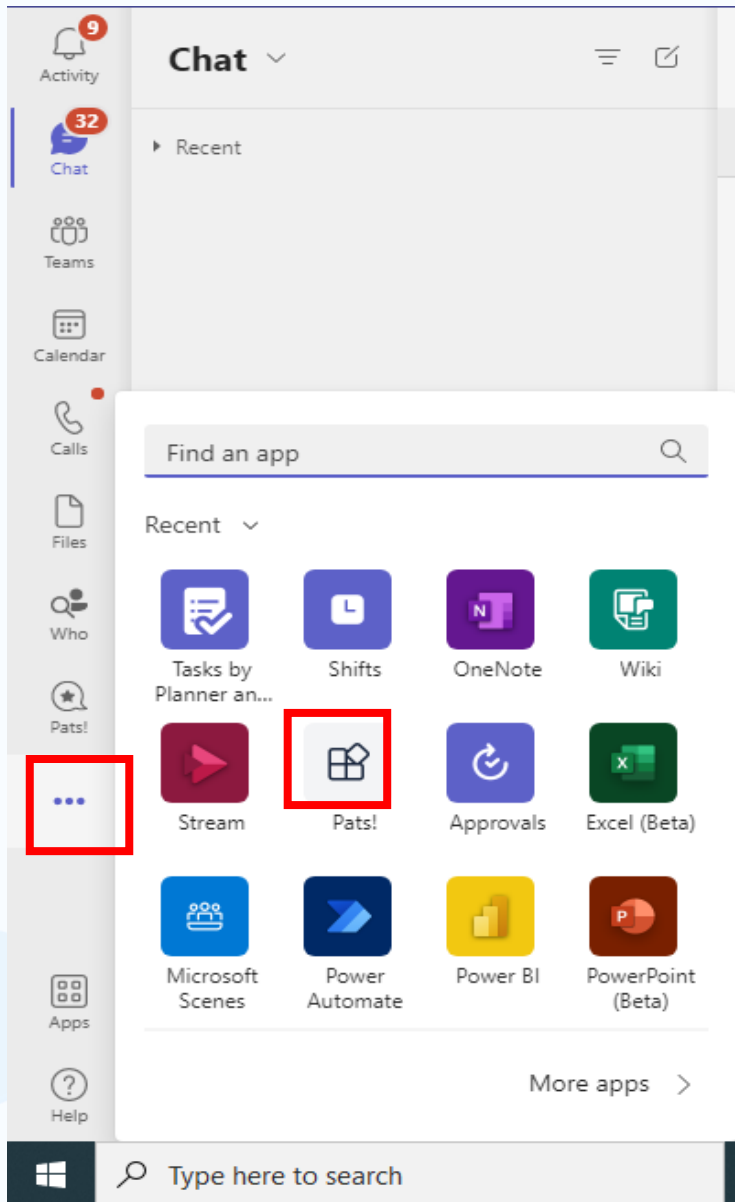 9
Activity
32
Chat
Teams
Calendar
Calls
Files
Who
Pats!
Apps
Help
Chat
Recent
Find an app
Recent
Tasks by
Planner an...
Shifts
OneNote
Wiki
Stream
Pats!
Approvals
Excel (Beta)
Microsoft
Scenes
Power
Automate
Power BI
PowerPoint
(Beta)
More apps
Type here to search